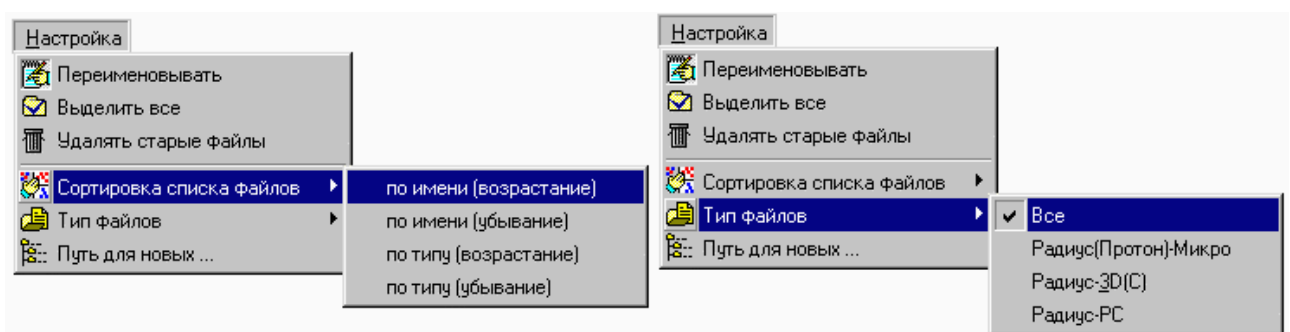 Настройка
Переименовывать
Выделить все
Удалять старые файлы
Сортировка списка файлов
Тип файлов
Путь для новых ...
по имени (возрастание)
по имени (убывание)
по типу (возрастание)
по типу (убывание)
Настройка
Переименовывать
Выделить все
Удалять старые файлы
Сортировка списка файлов
Тип файлов
Путь для новых ...
Все
Радиус(Протон)-Микро
Радиус-3D(C)
Радиус-PC